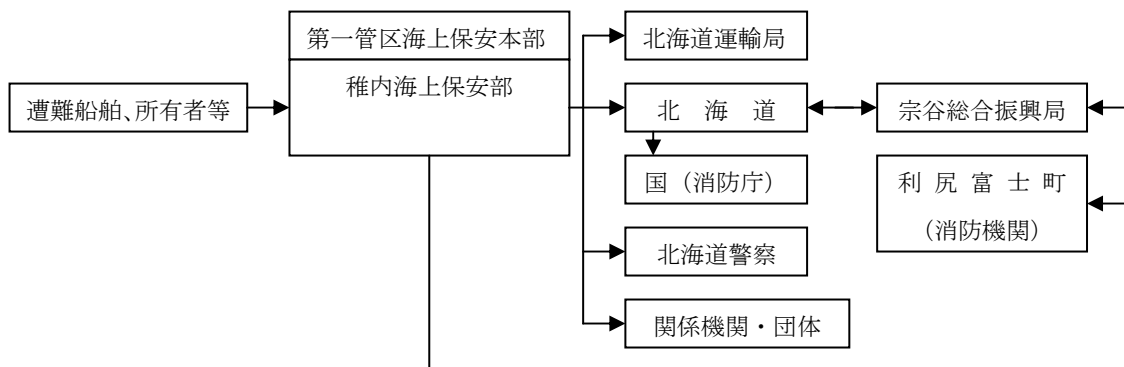 第一管区海上保安本部
稚内海上保安部
遭難船舶、所有者等
北海道運輸局
北　海　道
宗谷総合振興局
国（消防庁）
利 尻 富 士 町
（消防機関）
北海道警察
関係機関・団体